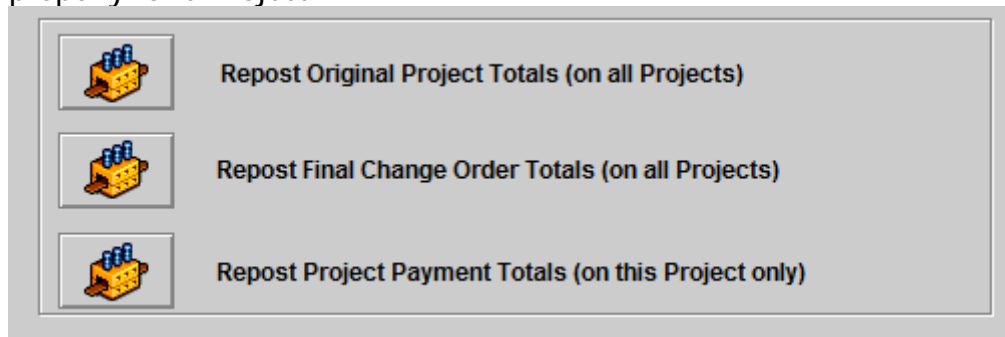 Repost Original Project Totals (on all Projects)
Repost Final Change Order Totals (on all Projects)
Repost Project Payment Totals (on this Project only)